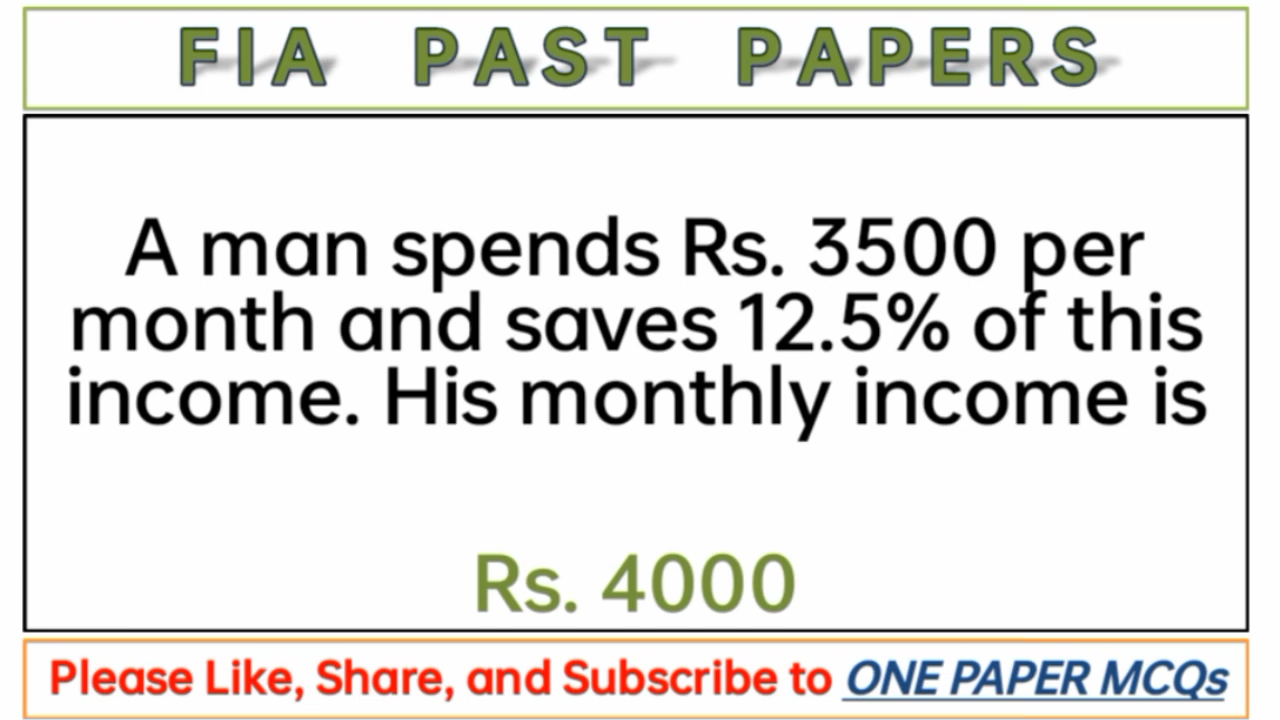 FIA PAST PAPERS
A man spends Rs. 3500 per
month and saves 12.5% of this
income. His monthly income is
Rs. 4000
Please Like, Share, and Subscribe to ONE PAPER MCQs